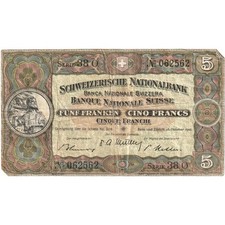 5 SERIE 38 O № 062562 5
SCHWEIZERISCHE NATIONALBANK
BANCA NAZIONALE SVIZZERA
BANQUE NATIONALE SUISSE
FÜNF FRANKEN · CINQ FRANCS
CINQUE FRANCHI
№ 062562 SERIE 38 O 5